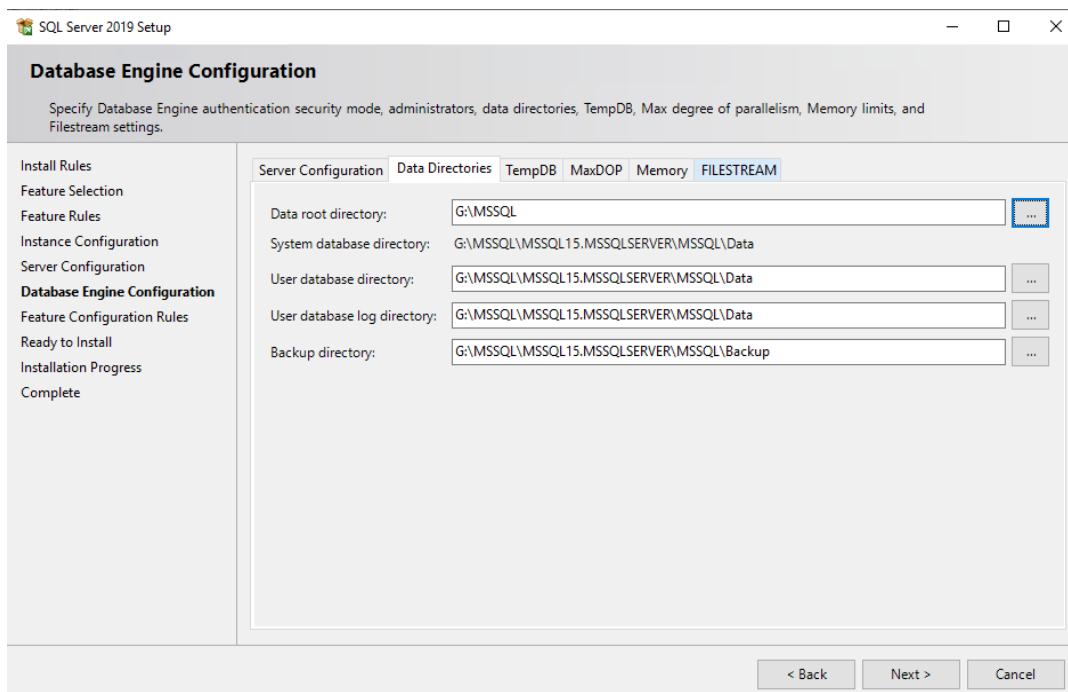 SQL Server 2019 Setup
Database Engine Configuration
Specify Database Engine authentication security mode, administrators, data directories, TempDB, Max degree of parallelism, Memory limits, and
Filestream settings.
Install Rules
Feature Selection
Feature Rules
Instance Configuration
Server Configuration
Database Engine Configuration
Feature Configuration Rules
Ready to Install
Installation Progress
Complete
Server Configuration Data Directories TempDB MaxDOP Memory FILESTREAM
Data root directory: G:\MSSQL ...
System database directory: G:\MSSQL\MSSQL15.MSSQLSERVER\MSSQL\Data
User database directory: G:\MSSQL\MSSQL15.MSSQLSERVER\MSSQL\Data ...
User database log directory: G:\MSSQL\MSSQL15.MSSQLSERVER\MSSQL\Data ...
Backup directory: G:\MSSQL\MSSQL15.MSSQLSERVER\MSSQL\Backup ...
< Back Next > Cancel